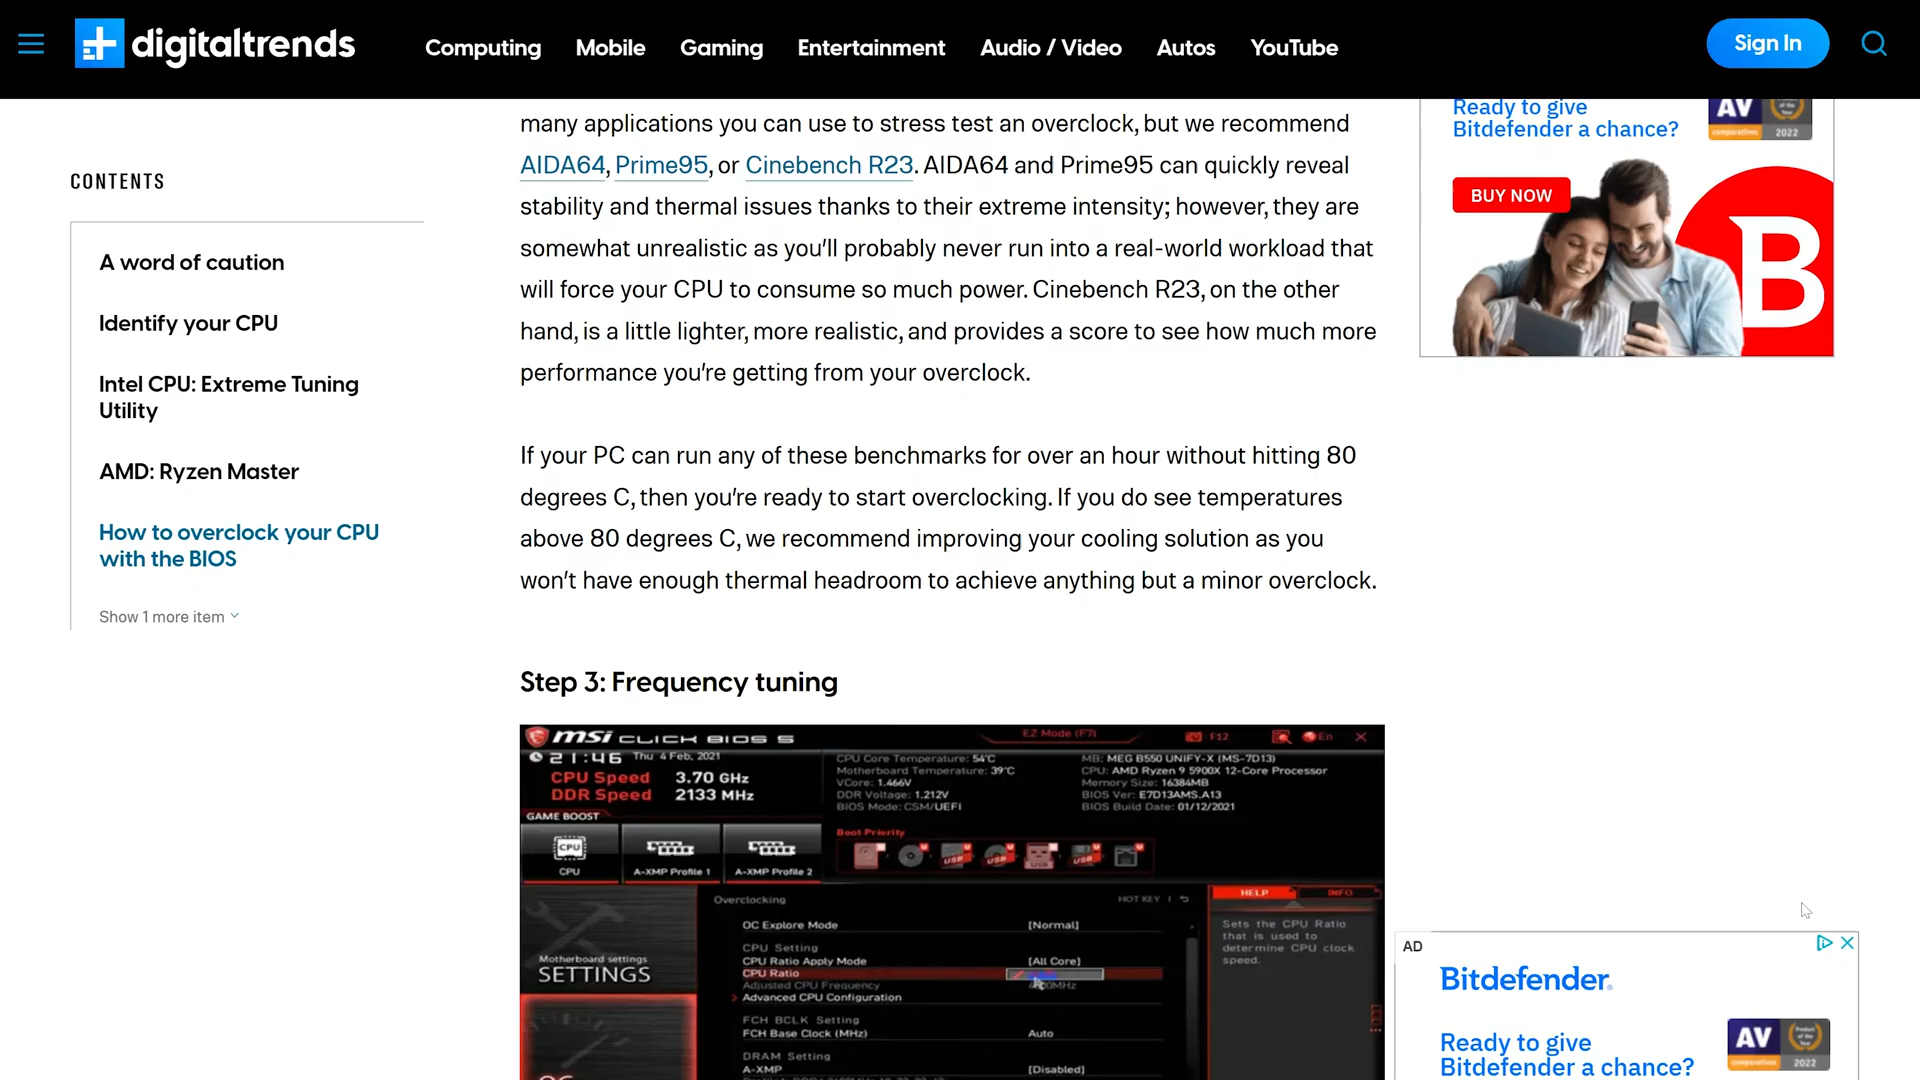 digitaltrends
Computing
Mobile
Gaming
Entertainment
Audio / Video
Autos
YouTube
Sign In
CONTENTS
A word of caution
Identify your CPU
Intel CPU: Extreme Tuning
Utility
AMD: Ryzen Master
How to overclock your CPU
with the BIOS
Show 1 more item
many applications you can use to stress test an overclock, but we recommend
AIDA64, Prime95, or Cinebench R23. AIDA64 and Prime95 can quickly reveal
stability and thermal issues thanks to their extreme intensity; however, they are
somewhat unrealistic as you'll probably never run into a real-world workload that
will force your CPU to consume so much power. Cinebench R23, on the other
hand, is a little lighter, more realistic, and provides a score to see how much more
performance you're getting from your overclock.
If your PC can run any of these benchmarks for over an hour without hitting 80
degrees C, then you're ready to start overclocking. If you do see temperatures
above 80 degrees C, we recommend improving your cooling solution as you
won't have enough thermal headroom to achieve anything but a minor overclock.
Step 3: Frequency tuning
msi CLICK BIOS 5
EZ Mode (F7)
F12
En
21:46 Thu 4 Feb, 2021
CPU Speed 3.70 GHz
DDR Speed 2133 MHz
CPU Core Temperature: 54°C
Motherboard Temperature: 39°C
VCore: 1.466V
DDR Voltage: 1.212V
BIOS Mode: CSM/UEFI
MB: MEG B550 UNIFY-X (MS-7D13)
CPU: AMD Ryzen 9 5900X 12-Core Processor
Memory Size: 16384MB
BIOS Ver: E7D13AMS.A13
BIOS Build Date: 01/12/2021
GAME BOOST
CPU
CPU
A-XMP Profile 1
A-XMP Profile 2
Boot Priority
USB
USB
USB
USB
Motherboard settings
SETTINGS
OC
Overclocking
HOT KEY
OC Explore Mode [Normal]
CPU Setting
CPU Ratio Apply Mode [All Core]
CPU Ratio
Adjusted CPU Frequency
Advanced CPU Configuration
FCH BCLK Setting
FCH Base Clock (MHz) Auto
DRAM Setting
A-XMP [Disabled]
HELP
INFO
Sets the CPU Ratio
that is used to
determine CPU clock
speed.
Ready to give
Bitdefender a chance?
AV
comparatives
2022
BUY NOW
B
AD
Bitdefender
Ready to give
Bitdefender a chance?
AV
comparatives
2022